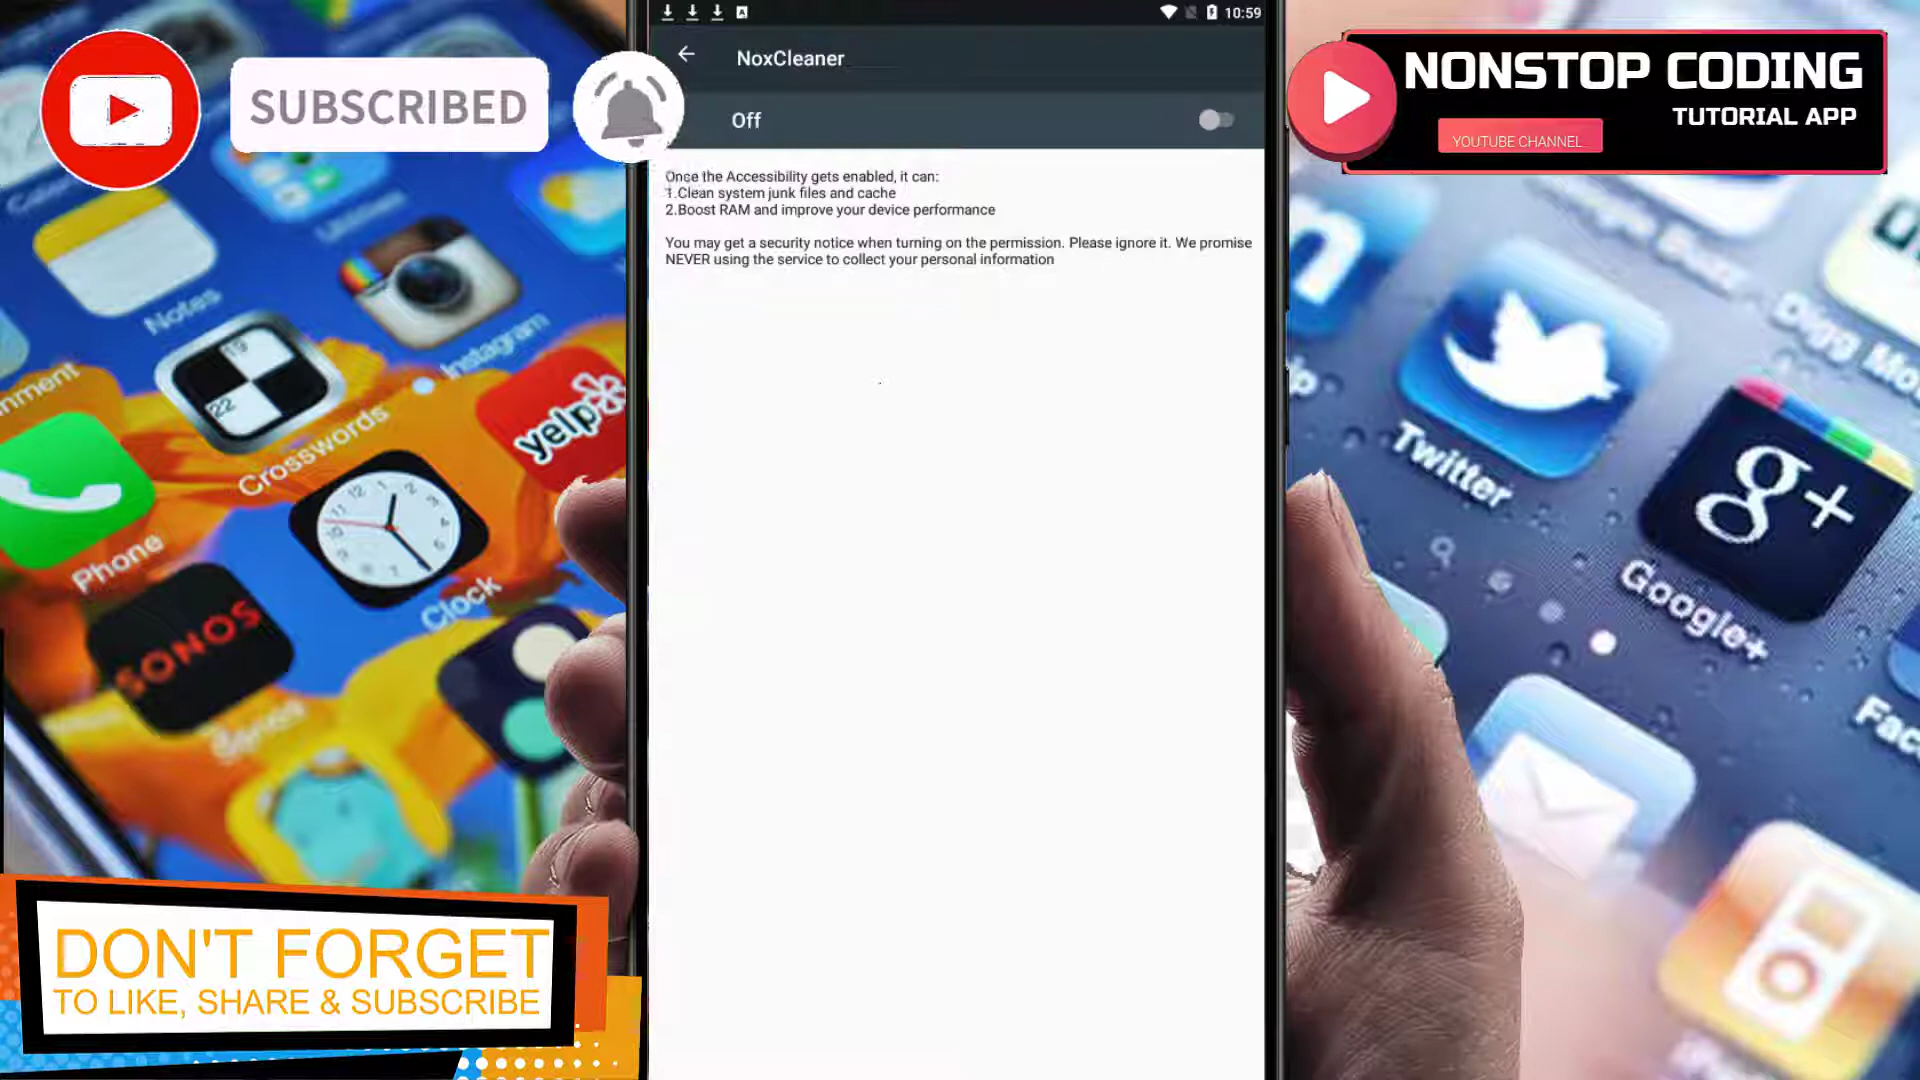 10:59
NoxCleaner
SUBSCRIBED
Off
NONSTOP CODING
TUTORIAL APP
YOUTUBE CHANNEL
Once the Accessibility gets enabled, it can:
1.Clean system junk files and cache
2.Boost RAM and improve your device performance
You may get a security notice when turning on the permission. Please ignore it. We promise
NEVER using the service to collect your personal information
Notes
Instagram
19
22
Crosswords
yelp
Phone
Clock
SONOS
Twitter
g+
Google+
DON'T FORGET
TO LIKE, SHARE & SUBSCRIBE